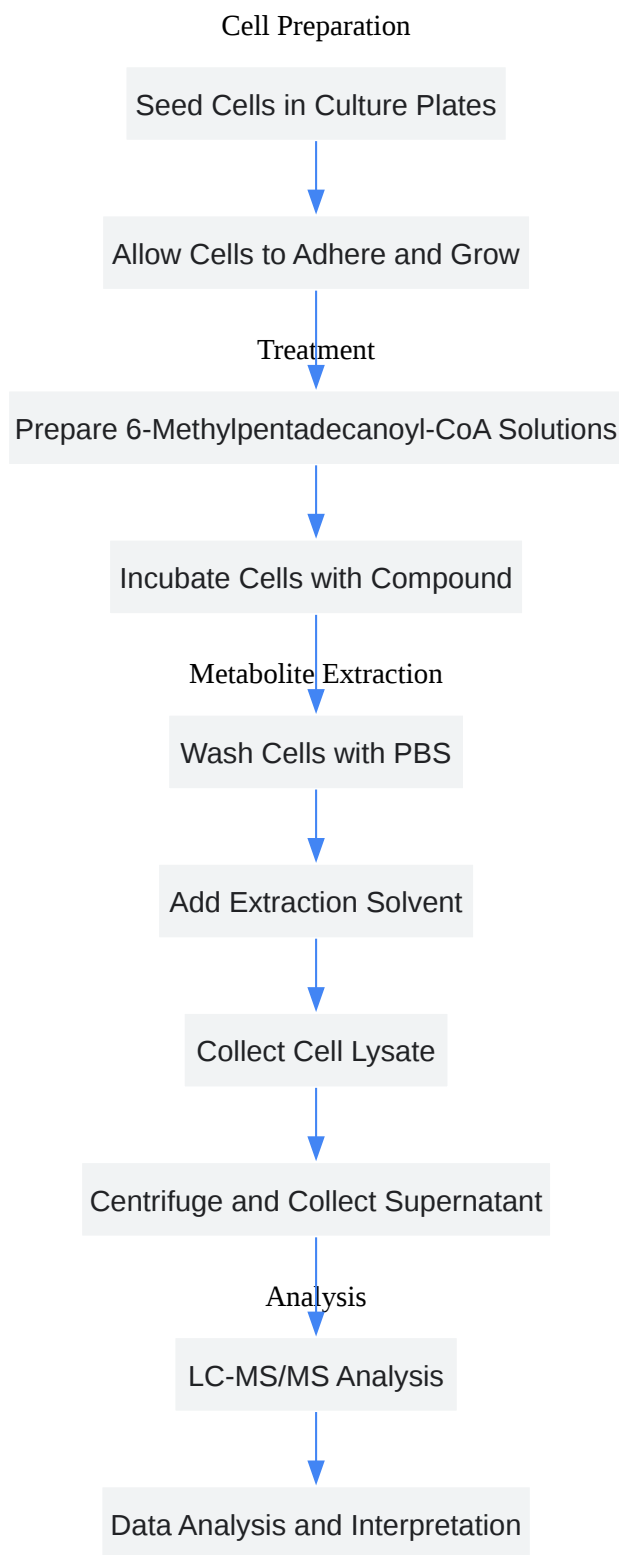 Cell Preparation
Seed Cells in Culture Plates
Allow Cells to Adhere and Grow
Treatment
Prepare 6-Methylpentadecanoyl-CoA Solutions
Incubate Cells with Compound
Metabolite Extraction
Wash Cells with PBS
Add Extraction Solvent
Collect Cell Lysate
Centrifuge and Collect Supernatant
Analysis
LC-MS/MS Analysis
Data Analysis and Interpretation